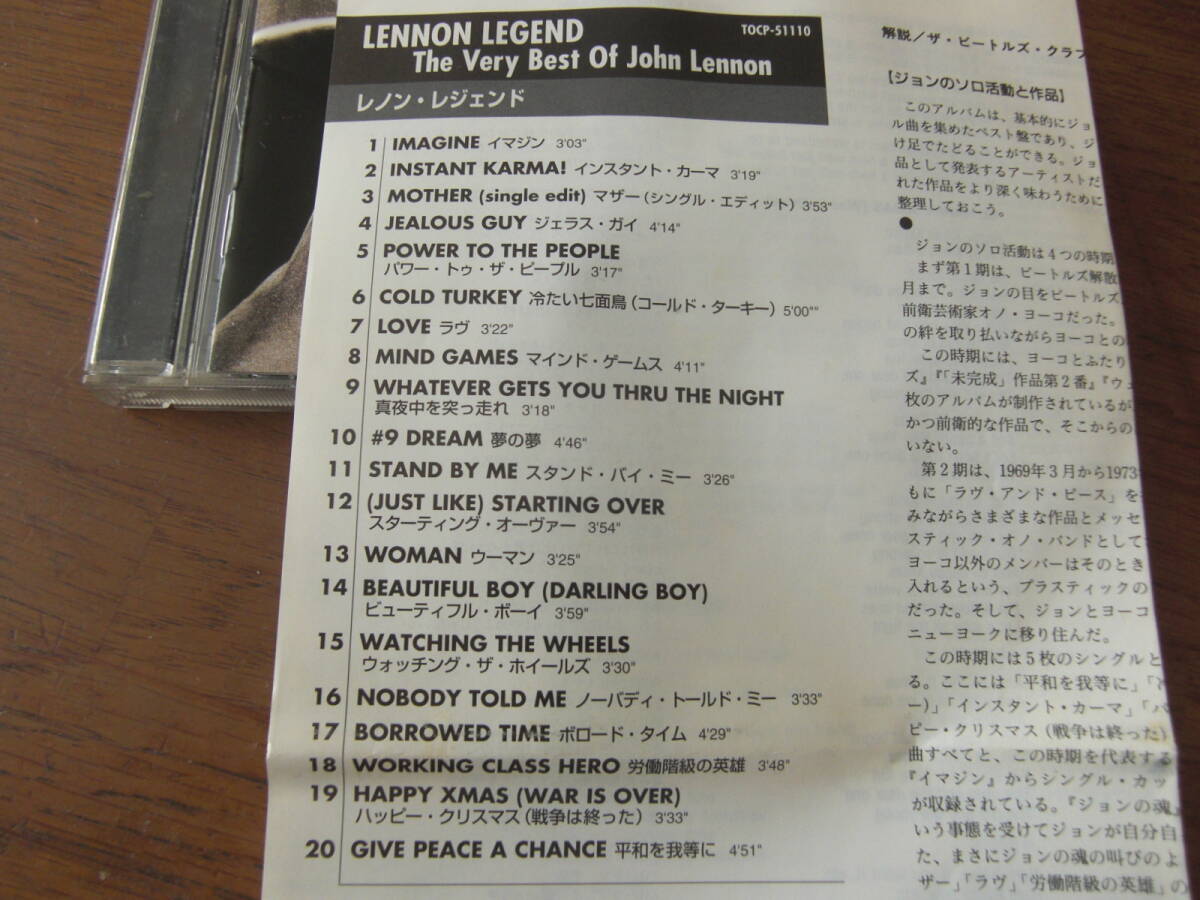 LENNON LEGEND
TOCP-51110
The Very Best Of John Lennon
レノン・レジェンド
1 IMAGINE イマジン 3'03"
2 INSTANT KARMA! インスタント・カーマ 3'19"
3 MOTHER (single edit) マザー(シングル・エディット) 3'53"
4 JEALOUS GUY ジェラス・ガイ 4'14"
5 POWER TO THE PEOPLE
パワー・トゥ・ザ・ピープル 3'17"
6 COLD TURKEY 冷たい七面鳥(コールド・ターキー) 5'00""
7 LOVE ラヴ 3'22"
8 MIND GAMES マインド・ゲームス 4'11"
9 WHATEVER GETS YOU THRU THE NIGHT
真夜中を突っ走れ 3'18"
10 #9 DREAM 夢の夢 4'46"
11 STAND BY ME スタンド・バイ・ミー 3'26"
12 (JUST LIKE) STARTING OVER
スターティング・オーヴァー 3'54"
13 WOMAN ウーマン 3'25"
14 BEAUTIFUL BOY (DARLING BOY)
ビューティフル・ボーイ 3'59"
15 WATCHING THE WHEELS
ウォッチング・ザ・ホイールズ 3'30"
16 NOBODY TOLD ME ノーバディ・トールド・ミー 3'33"
17 BORROWED TIME ボロード・タイム 4'29"
18 WORKING CLASS HERO 労働階級の英雄 3'48"
19 HAPPY XMAS (WAR IS OVER)
ハッピー・クリスマス(戦争は終った) 3'33"
20 GIVE PEACE A CHANCE 平和を我等に 4'51"
解説/ザ・ビートルズ・クラブ
【ジョンのソロ活動と作品】
このアルバムは、基本的にジョ
ル曲を集めたベスト盤であり、ジ
け足でたどることができる。ジョ
品として発表するアーティストだ
れた作品をより深く味わうために
整理しておこう。
●
ジョンのソロ活動は4つの時期
まず第1期は、ビートルズ解散
月まで。ジョンの目をビートルズ
前衛芸術家オノ・ヨーコだった。
の絆を取り払いながらヨーコとの
この時期には、ヨーコとふたり
ズ』『「未完成」作品第2番』『ウェ
枚のアルバムが制作されているが
かつ前衛的な作品で、そこからの
いない。
第2期は、1969年3月から1973
もに「ラヴ・アンド・ピース」を
みながらさまざまな作品とメッセ
スティック・オノ・バンドとして
ヨーコ以外のメンバーはそのとき
入れるという、プラスティックの
だった。そして、ジョンとヨーコ
ニューヨークに移り住んだ。
この時期には5枚のシングルと
る。ここには「平和を我等に」「
ー)」「インスタント・カーマ」「パ
ピー・クリスマス(戦争は終った)
曲すべてと、この時期を代表する
『イマジン』からシングル・カッ
が収録されている。『ジョンの魂』
いう事態を受けてジョンが自分自
た、まさにジョンの魂の叫びのよ
ザー」「ラヴ」「労働階級の英雄」の